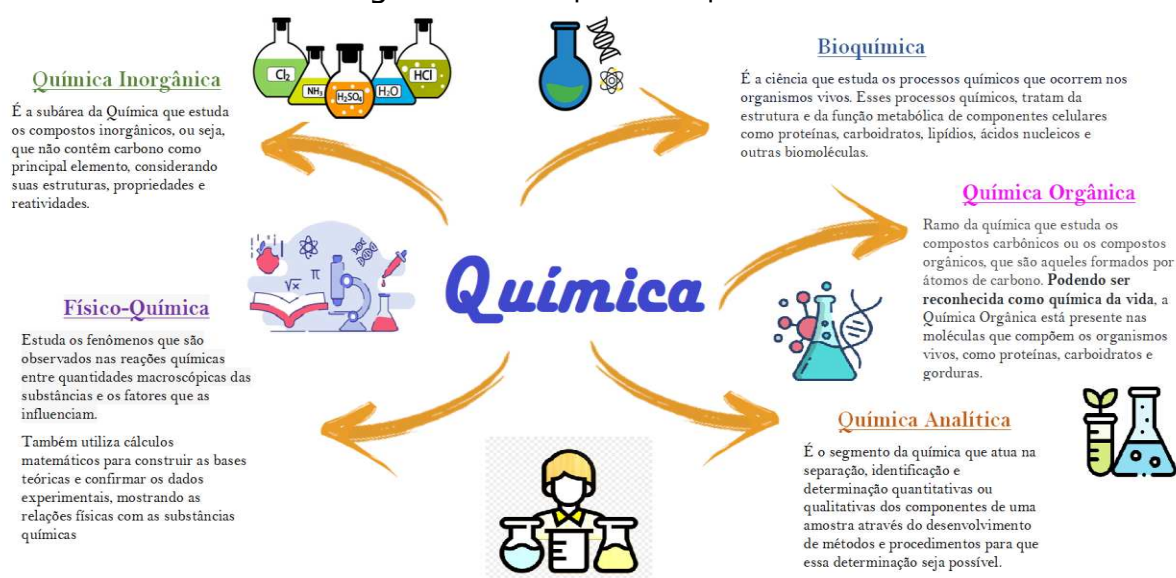 Química Inorgânica
É a subárea da Química que estuda
os compostos inorgânicos, ou seja,
que não contêm carbono como
principal elemento, considerando
suas estruturas, propriedades e
reatividades.
Cl2
NH3
H2SO4
H2O
HCl
Bioquímica
É a ciência que estuda os processos químicos que ocorrem nos
organismos vivos. Esses processos químicos, tratam da
estrutura e da função metabólica de componentes celulares
como proteínas, carboidratos, lipídios, ácidos nucleicos e
outras biomoléculas.
Química Orgânica
Ramo da química que estuda os
compostos carbônicos ou os compostos
orgânicos, que são aqueles formados por
átomos de carbono. Podendo ser
reconhecida como química da vida, a
Química Orgânica está presente nas
moléculas que compõem os organismos
vivos, como proteínas, carboidratos e
gorduras.
π
√x
Química
Físico-Química
Estuda os fenômenos que são
observados nas reações químicas
entre quantidades macroscópicas das
substâncias e os fatores que as
influenciam.
Também utiliza cálculos
matemáticos para construir as bases
teóricas e confirmar os dados
experimentais, mostrando as
relações físicas com as substâncias
químicas
Química Analítica
É o segmento da química que atua na
separação, identificação e
determinação quantitativas ou
qualitativas dos componentes de uma
amostra através do desenvolvimento
de métodos e procedimentos para que
essa determinação seja possível.